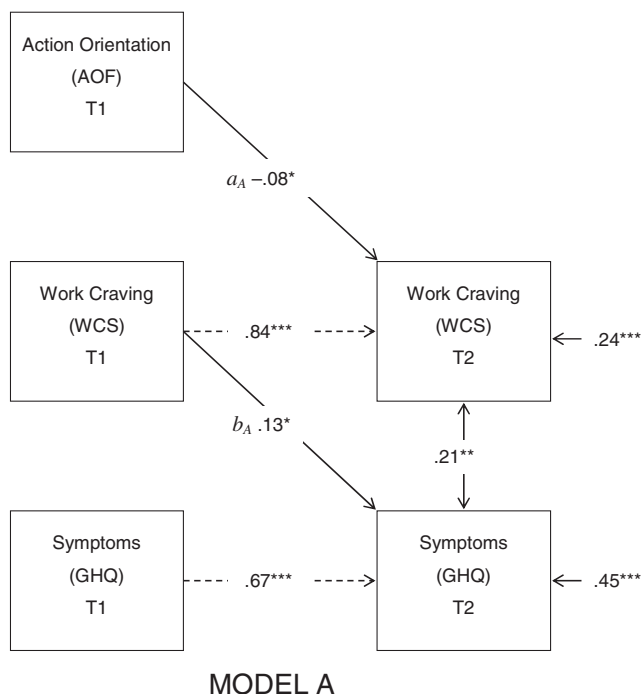 Action Orientation
(AOF)
T1
a_A –.08*
Work Craving
(WCS)
T1
.84***
Work Craving
(WCS)
T2
.24***
b_A .13*
.21**
Symptoms
(GHQ)
T1
.67***
Symptoms
(GHQ)
T2
.45***
MODEL A